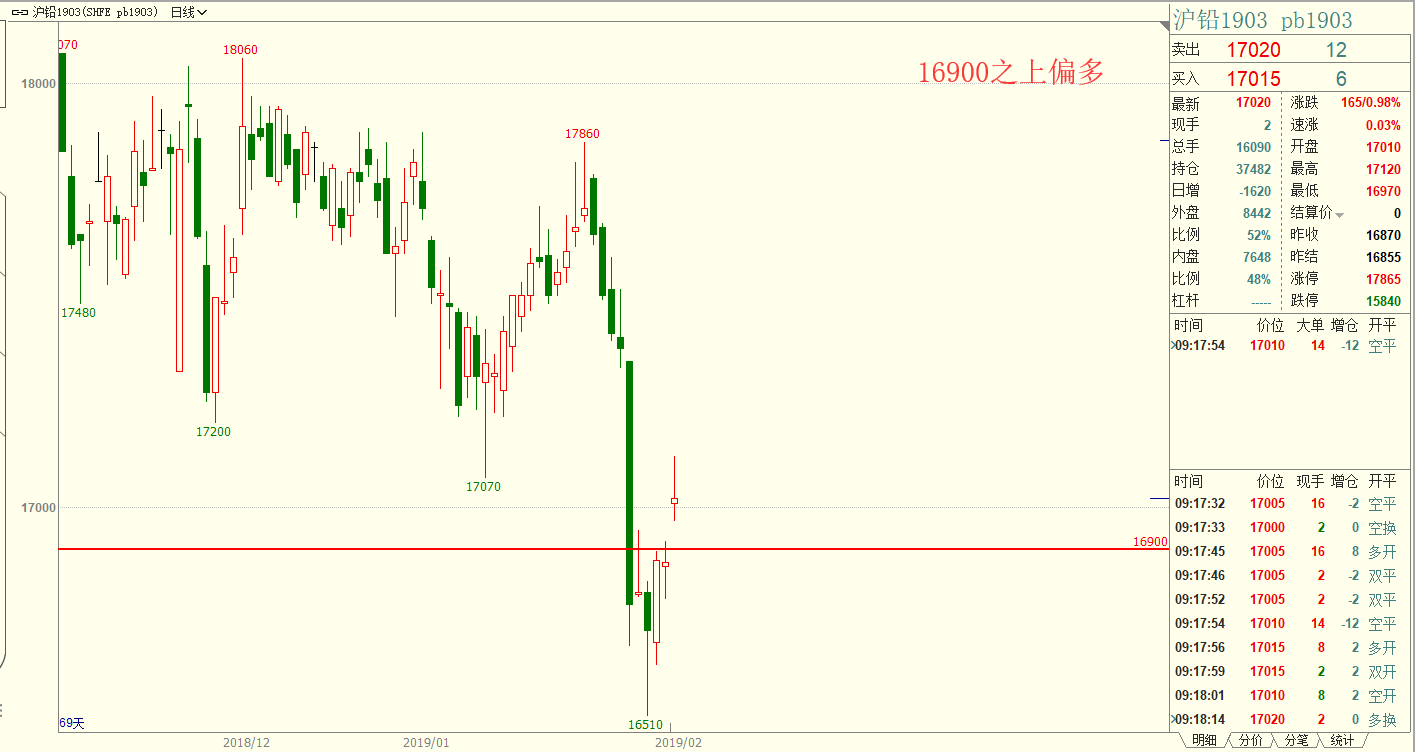 沪铅1903(SHFE pb1903) 日线
070
18060
16900之上偏多
18000
17860
17480
17200
17070
17000
16900
16510
69天
2018/12 2019/01 2019/02
沪铅1903 pb1903
卖出 17020 12
买入 17015 6
最新 17020 涨跌 165/0.98%
现手 2 速涨 0.03%
总手 16090 开盘 17010
持仓 37482 最高 17120
日增 -1620 最低 16970
外盘 8442 结算价 0
比例 52% 昨收 16870
内盘 7648 昨结 16855
比例 48% 涨停 17865
杠杆 ----- 跌停 15840
时间 价位 大单 增仓 开平
09:17:54 17010 14 -12 空平
时间 价位 现手 增仓 开平
09:17:32 17005 16 -2 空平
09:17:33 17000 2 0 空换
09:17:45 17005 16 8 多开
09:17:46 17005 2 -2 双平
09:17:52 17005 2 -2 双平
09:17:54 17010 14 -12 空平
09:17:56 17015 8 2 多开
09:17:59 17015 2 2 双开
09:18:01 17010 8 2 空开
09:18:14 17020 2 0 多换
明细 分价 分笔 统计